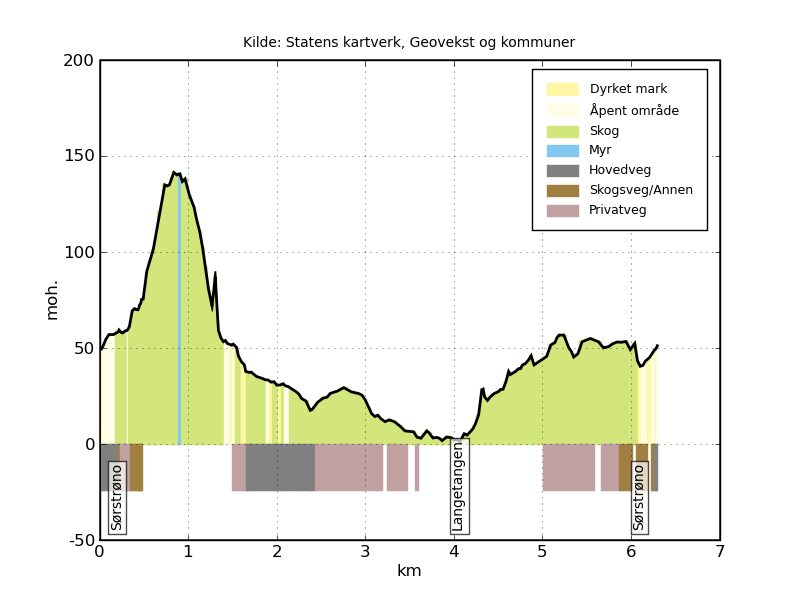 Kilde: Statens kartverk, Geovekst og kommuner
200
150
100
50
0
-50
moh.
Dyrket mark
Åpent område
Skog
Myr
Hovedveg
Skogsveg/Annen
Privatveg
Sørstrøno
Langetangen
Sørstrøno
0 1 2 3 4 5 6 7
km